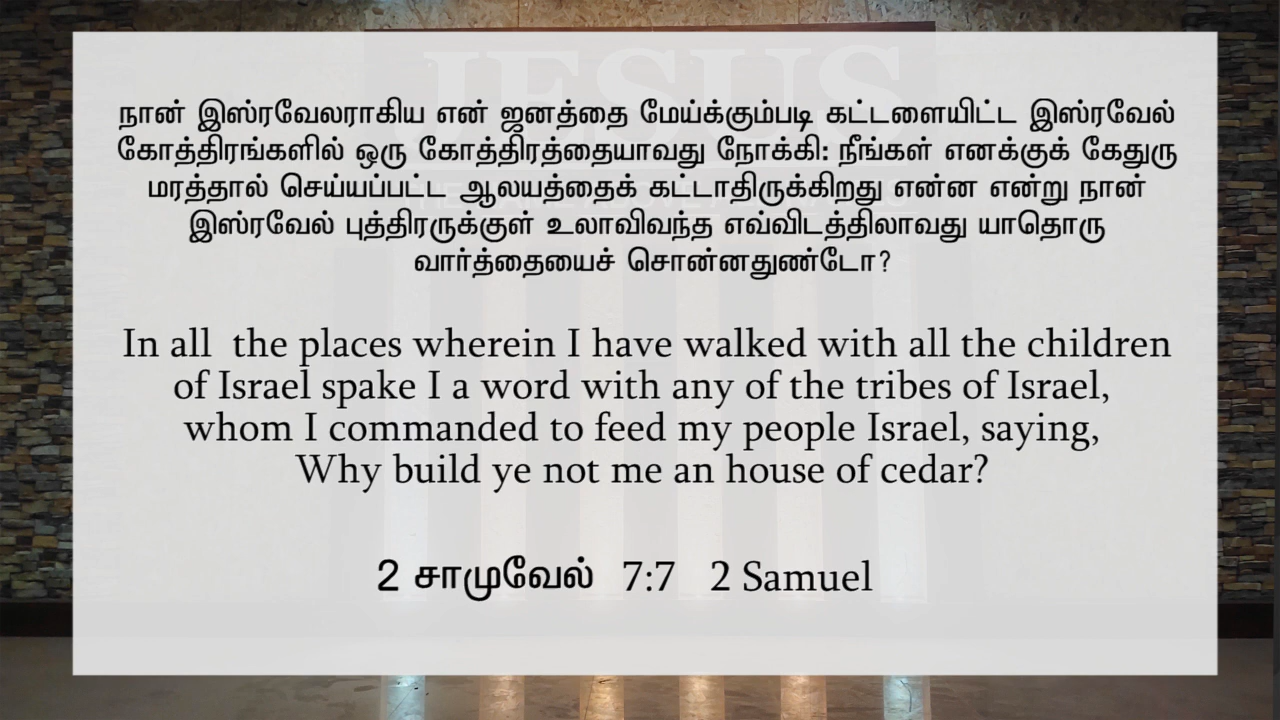 JESUS
நான் இஸ்ரவேலராகிய என் ஜனத்தை மேய்க்கும்படி கட்டளையிட்ட இஸ்ரவேல்
கோத்திரங்களில் ஒரு கோத்திரத்தையாவது நோக்கி: நீங்கள் எனக்குக் கேதுரு
மரத்தால் செய்யப்பட்ட ஆலயத்தைக் கட்டாதிருக்கிறது என்ன என்று நான்
இஸ்ரவேல் புத்திரருக்குள் உலாவிவந்த எவ்விடத்திலாவது யாதொரு
வார்த்தையைச் சொன்னதுண்டோ?
In all  the places wherein I have walked with all the children
of Israel spake I a word with any of the tribes of Israel,
whom I commanded to feed my people Israel, saying,
Why build ye not me an house of cedar?
2 சாமுவேல்  7:7   2 Samuel